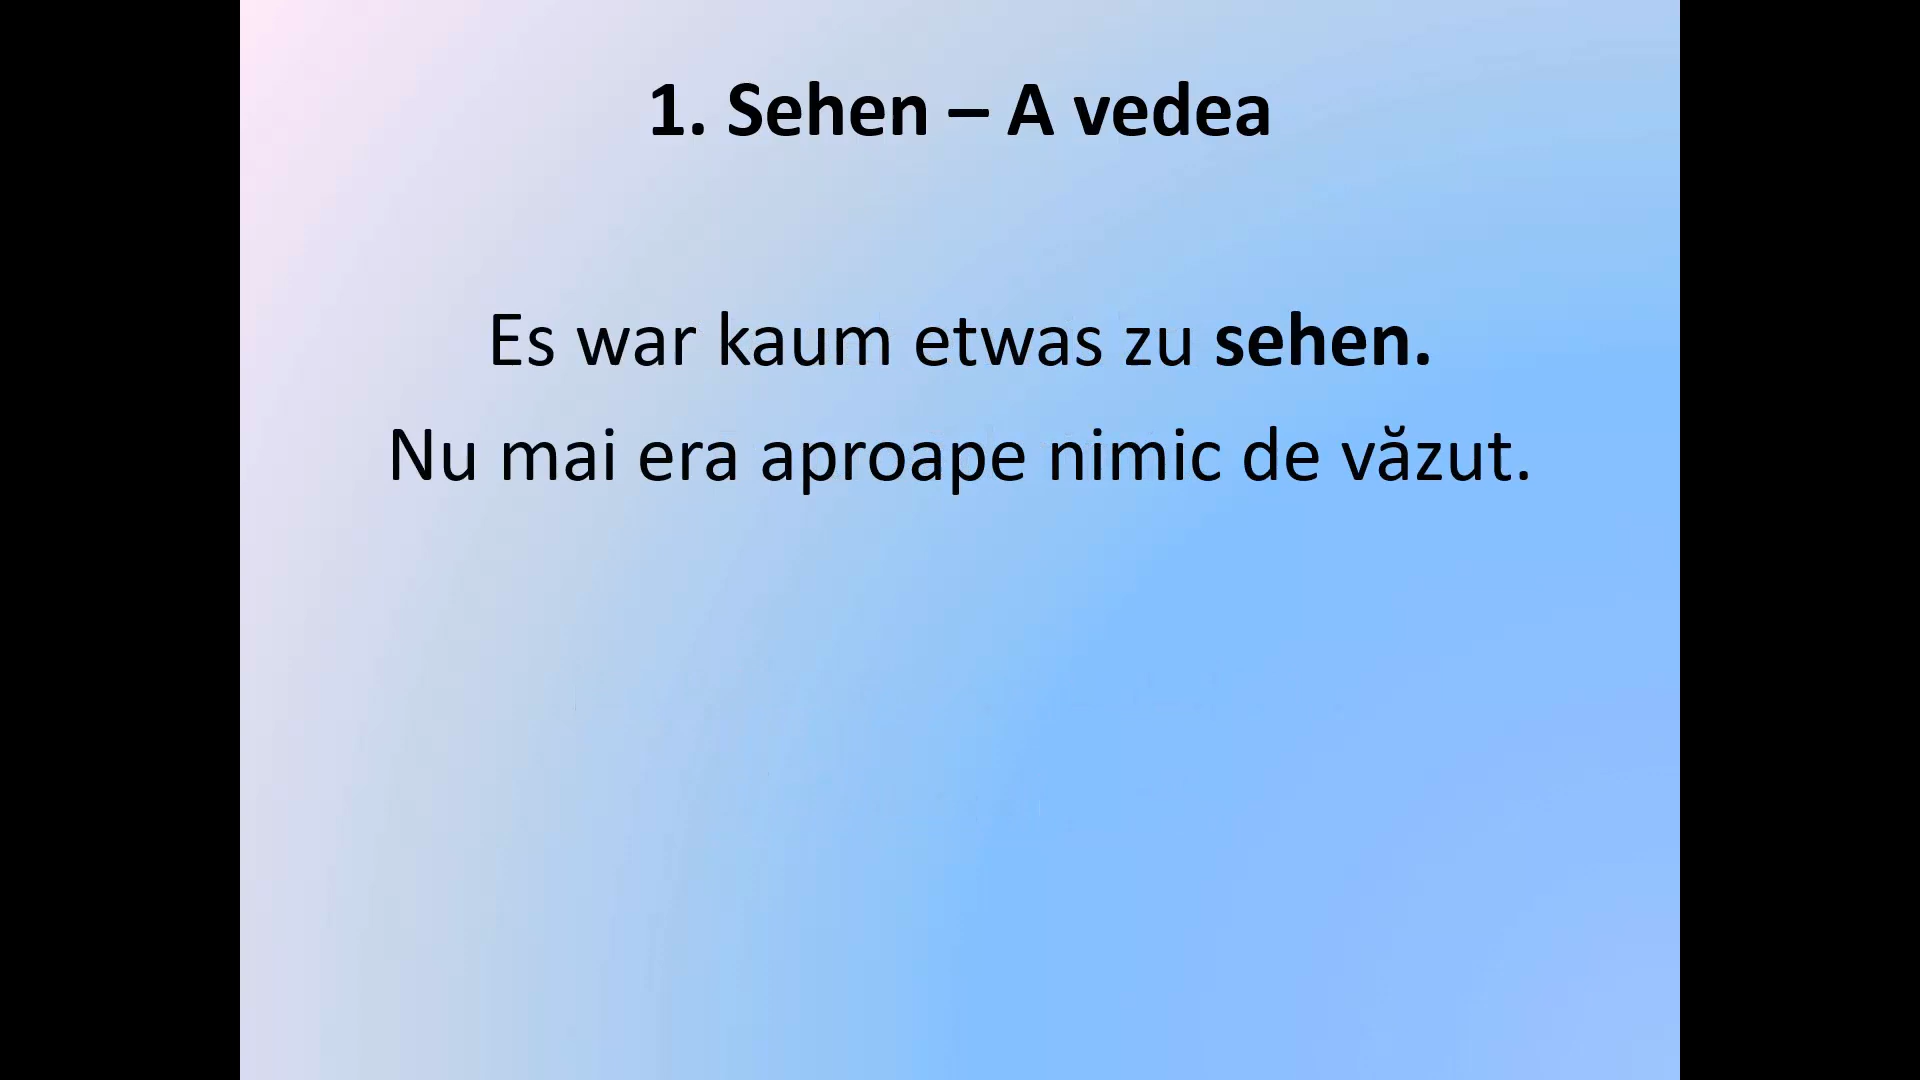 1. Sehen – A vedea
Es war kaum etwas zu sehen.
Nu mai era aproape nimic de văzut.